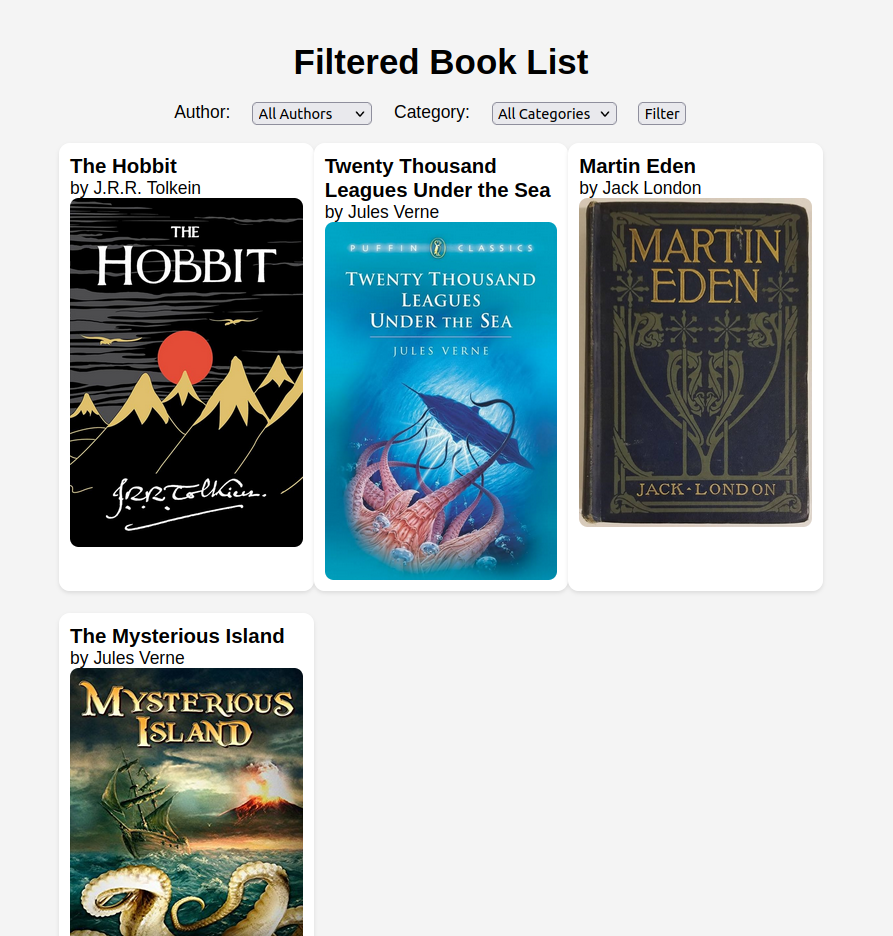 Filtered Book List
Author: All Authors Category: All Categories Filter
The Hobbit
by J.R.R. Tolkein
THE
HOBBIT
J.R.R. Tolkien.
Twenty Thousand
Leagues Under the Sea
by Jules Verne
PUFFIN CLASSICS
TWENTY THOUSAND
LEAGUES
UNDER THE SEA
JULES VERNE
Martin Eden
by Jack London
MARTIN
EDEN
JACK·LONDON
The Mysterious Island
by Jules Verne
MYSTERIOUS
ISLAND